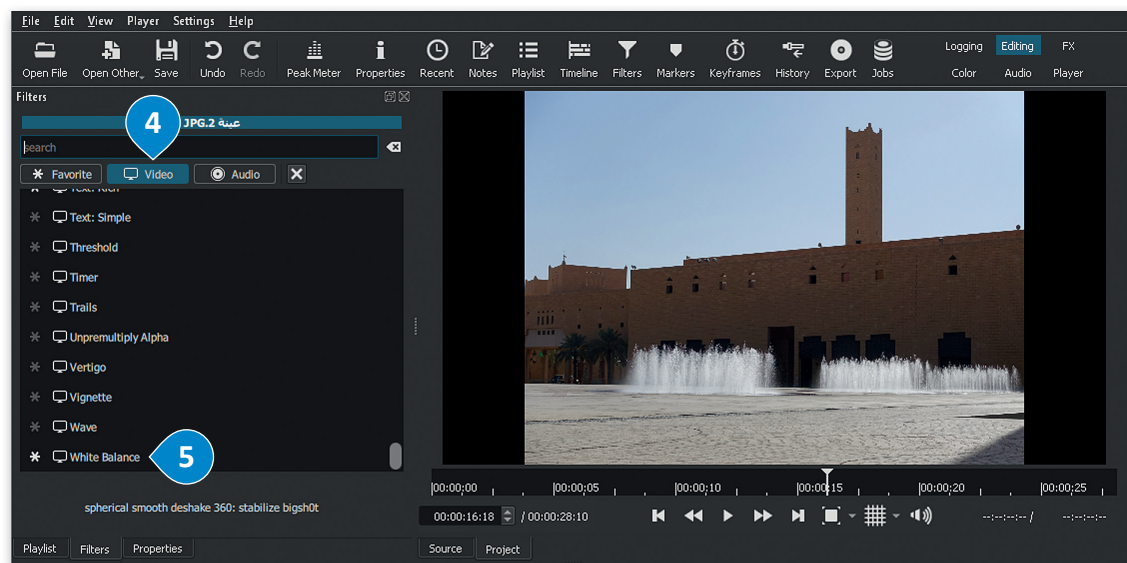 File Edit View Player Settings Help
Open File Open Other Save Undo Redo Peak Meter Properties Recent Notes Playlist Timeline Filters Markers Keyframes History Export Jobs
Logging Editing FX
Color Audio Player
Filters
عينة 2.JPG
4
search
Favorite Video Audio
Text: Rich
Text: Simple
Threshold
Timer
Trails
Unpremultiply Alpha
Vertigo
Vignette
Wave
White Balance
5
spherical smooth deshake 360: stabilize bigsh0t
Playlist Filters Properties
00:00;00 00:00;05 00:00;10 00:00;15 00:00;20 00:00;25
00:00:16:18 / 00:00:28:10 --:--:--:-- / --:--:--:--
Source Project